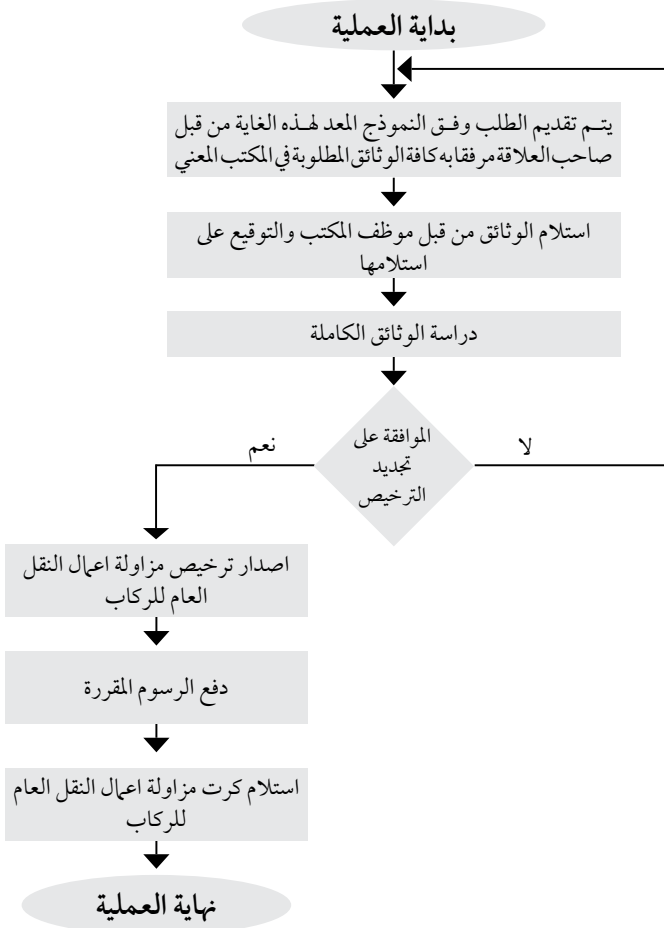 بداية العملية
يتم تقديم الطلب وفق النموذج المعد لهذه الغاية من قبل
صاحب العلاقة مرفقا به كافة الوثائق المطلوبة في المكتب المعني
استلام الوثائق من قبل موظف المكتب والتوقيع على
استلامها
دراسة الوثائق الكاملة
الموافقة على
تجديد
الترخيص
لا
نعم
اصدار ترخيص مزاولة اعمال النقل
العام للركاب
دفع الرسوم المقررة
استلام كرت مزاولة اعمال النقل العام
للركاب
نهاية العملية